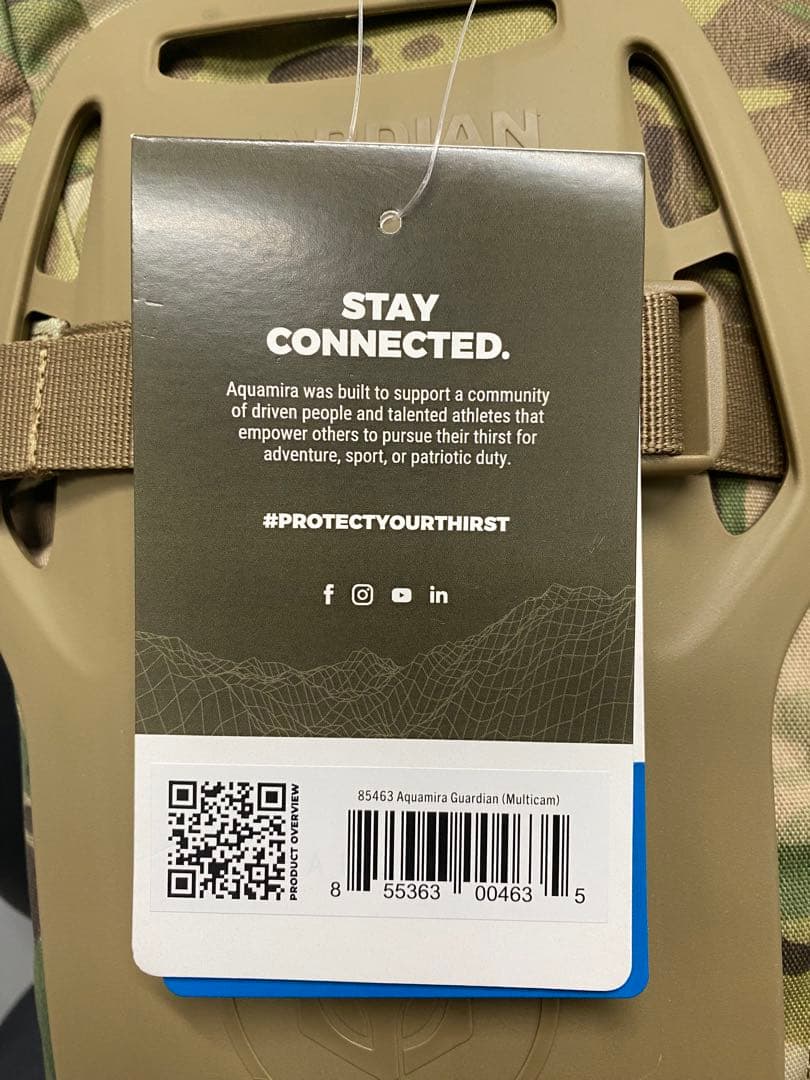 GUARDIAN
STAY
CONNECTED.
Aquamira was built to support a community
of driven people and talented athletes that
empower others to pursue their thirst for
adventure, sport, or patriotic duty.
#PROTECTYOURTHIRST
f in
PRODUCT OVERVIEW
85463 Aquamira Guardian (Multicam)
8 55363 00463 5